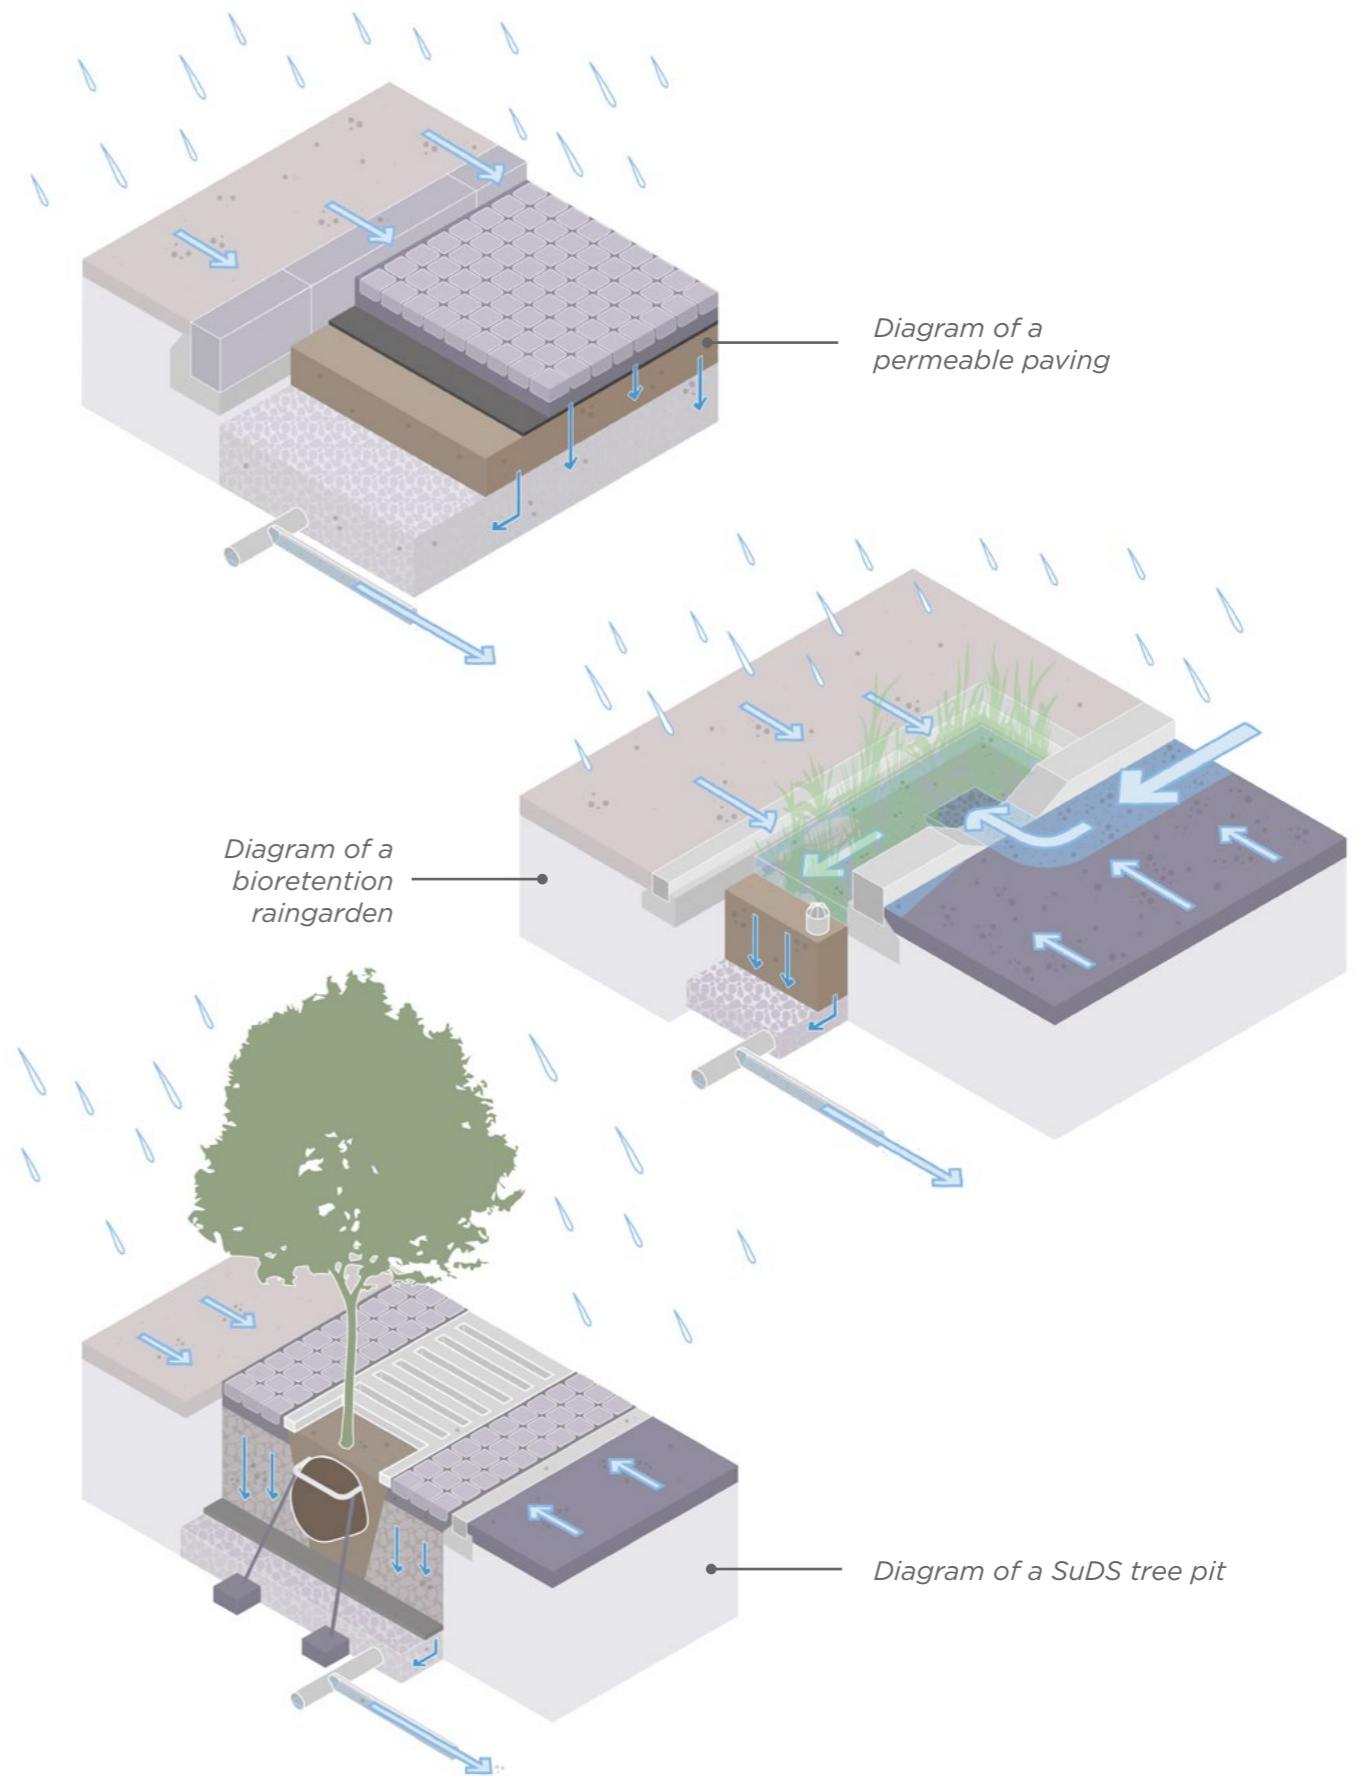 Diagram of a
permeable paving
Diagram of a
bioretention
raingarden
Diagram of a SuDS tree pit